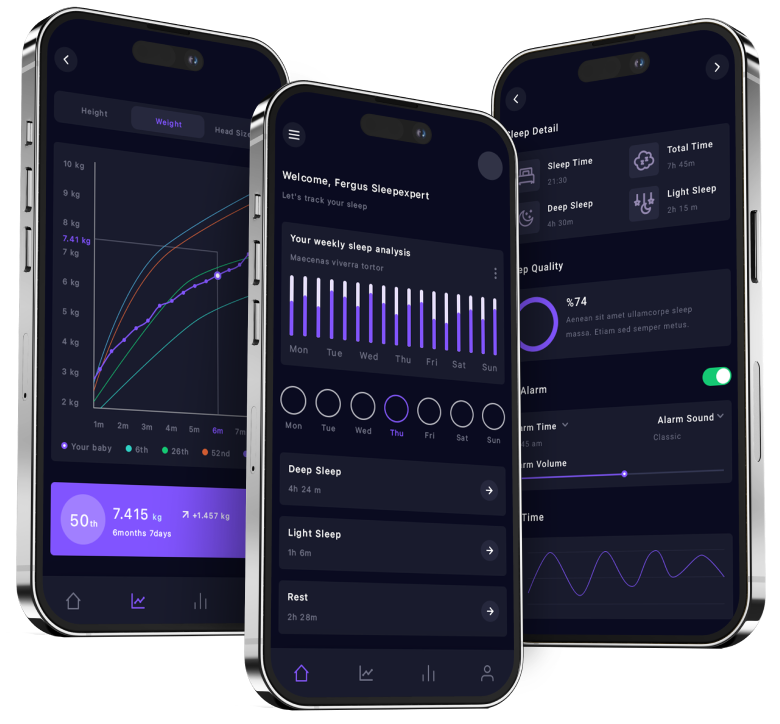 Height
Weight
Head Size
10 kg
9 kg
8 kg
7.41 kg
7 kg
6 kg
5 kg
4 kg
3 kg
2 kg
1m 2m 3m 4m 5m 6m 7m
Your baby 6th 26th 52nd
50th
7.415 kg
+1.457 kg
6months 7days
Welcome, Fergus Sleepexpert
Let's track your sleep
Your weekly sleep analysis
Maecenas viverra tortor
Mon Tue Wed Thu Fri Sat Sun
Mon Tue Wed Thu Fri Sat Sun
Deep Sleep
4h 24 m
Light Sleep
1h 6m
Rest
2h 28m
Sleep Detail
Sleep Time
21:30
Total Time
7h 45m
Deep Sleep
4h 30m
Light Sleep
2h 15 m
ep Quality
%74
Aenean sit amet ullamcorpe sleep
massa. Etiam sed semper metus.
Alarm
arm Time
45 am
Alarm Sound
Classic
arm Volume
Time